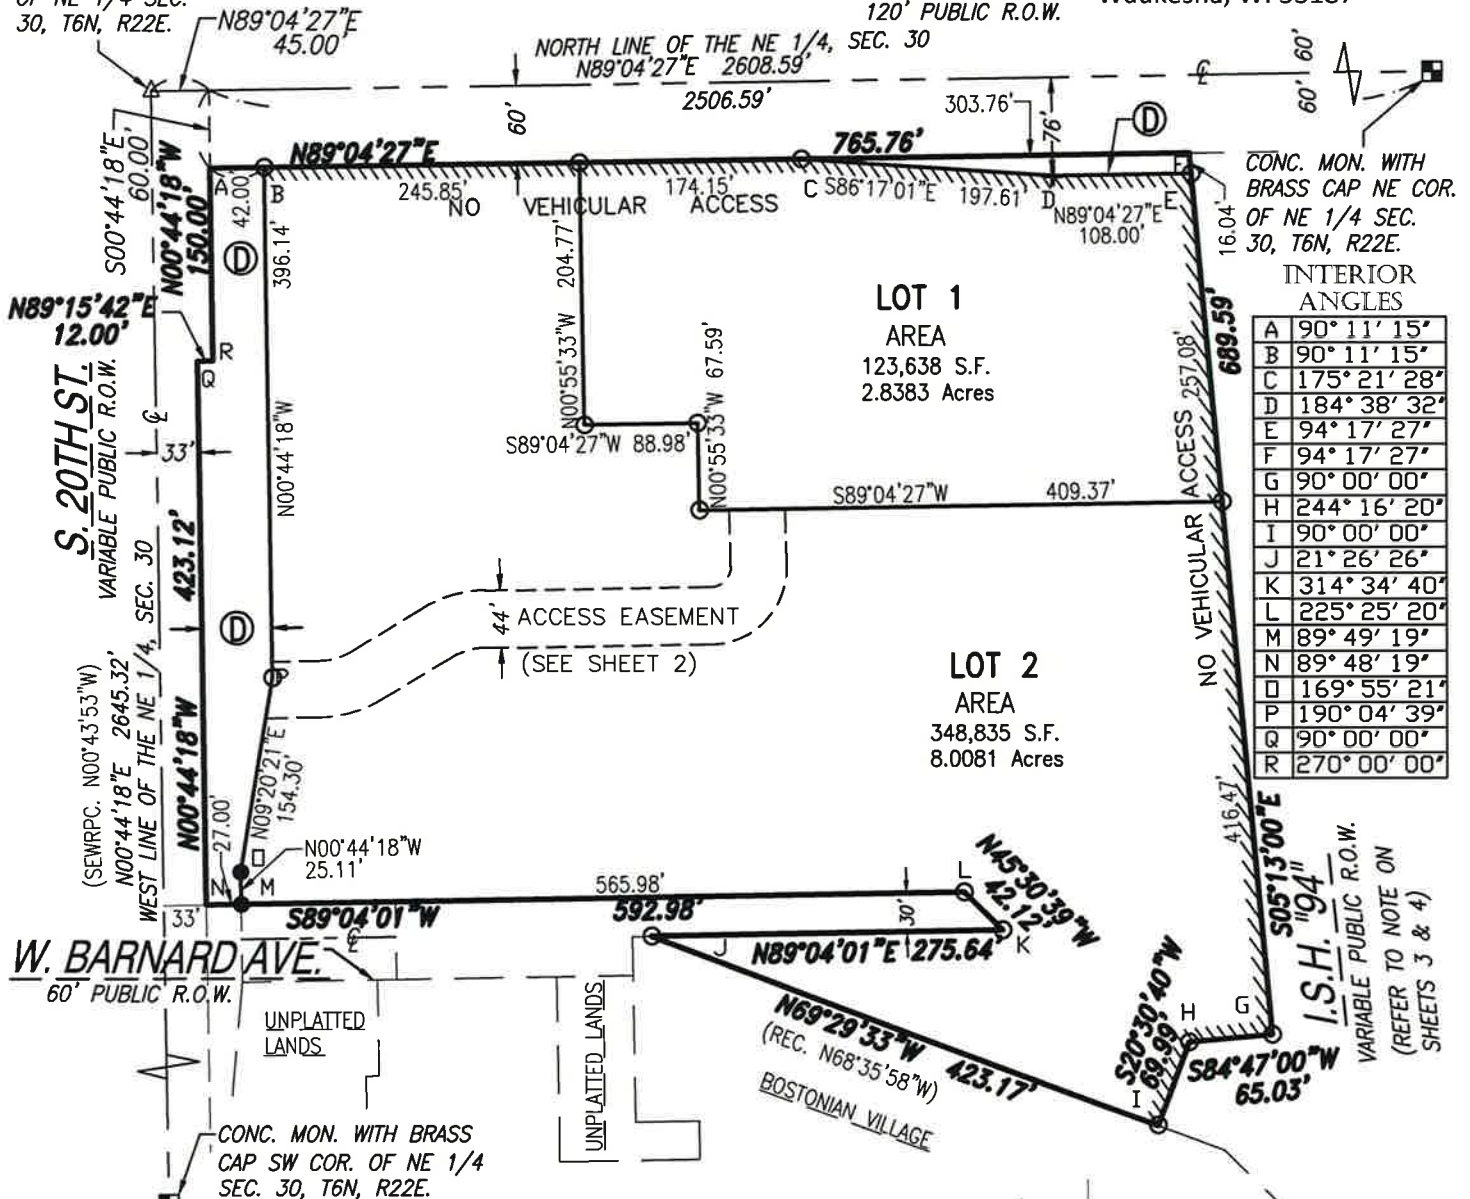 OF NE 1/4 SEC.
30, T6N, R22E.
N89°04'27"E
45.00'
120' PUBLIC R.O.W.
NORTH LINE OF THE NE 1/4, SEC. 30
N89°04'27"E 2608.59'
2506.59'
60'
303.76'
76'
D
60'
60'
CONC. MON. WITH
BRASS CAP NE COR.
OF NE 1/4 SEC.
30, T6N, R22E.
S00°44'18"E
60.00'
N00°44'18"W
150.00'
N89°04'27"E
765.76'
A
B
42.00'
245.85'
174.15'
C
S86°17'01"E
197.61'
D
N89°04'27"E
108.00'
E
F
16.04'
NO VEHICULAR ACCESS
D
396.14'
N00°44'18"W
N00°55'33"W 204.77'
LOT 1
AREA
123,638 S.F.
2.8383 Acres
N00°55'33"W 67.59'
S89°04'27"W 88.98'
S89°04'27"W 409.37'
689.59'
257.08'
NO VEHICULAR ACCESS
INTERIOR
ANGLES
A 90° 11' 15"
B 90° 11' 15"
C 175° 21' 28"
D 184° 38' 32"
E 94° 17' 27"
F 94° 17' 27"
G 90° 00' 00"
H 244° 16' 20"
I 90° 00' 00"
J 21° 26' 26"
K 314° 34' 40"
L 225° 25' 20"
M 89° 49' 19"
N 89° 48' 19"
O 169° 55' 21"
P 190° 04' 39"
Q 90° 00' 00"
R 270° 00' 00"
N89°15'42"E
12.00'
R
Q
S. 20TH ST.
VARIABLE PUBLIC R.O.W.
33'
423.12'
N00°44'18"W
(SEWRPC. N00°43'53"W)
N00°44'18"E 2645.32'
WEST LINE OF THE NE 1/4, SEC. 30
D
44'
ACCESS EASEMENT
(SEE SHEET 2)
P
LOT 2
AREA
348,835 S.F.
8.0081 Acres
N09°20'21"E
154.30'
27.00'
O
N00°44'18"W
25.11'
N
M
33'
S89°04'01"W
565.98'
592.98'
L
30'
N45°30'39"W
42.12'
K
J
N89°04'01"E 275.64'
416.47'
S05°13'00"E
I.S.H. "94"
VARIABLE PUBLIC R.O.W.
(REFER TO NOTE ON
SHEETS 3 & 4)
W. BARNARD AVE.
60' PUBLIC R.O.W.
UNPLATTED
LANDS
UNPLATTED LANDS
N69°29'33"W
423.17'
(REC. N68°35'58"W)
BOSTONIAN VILLAGE
S20°30'40"W
69.99'
H
G
I
S84°47'00"W
65.03'
CONC. MON. WITH BRASS
CAP SW COR. OF NE 1/4
SEC. 30, T6N, R22E.